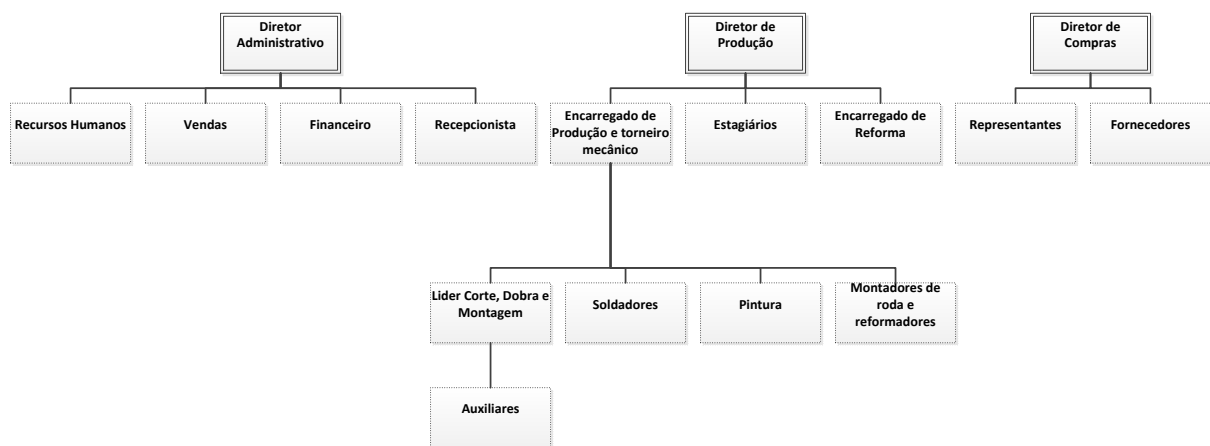 Diretor
Administrativo
Diretor de
Produção
Diretor de
Compras
Recursos Humanos
Vendas
Financeiro
Recepcionista
Encarregado de
Produção e torneiro
mecânico
Estagiários
Encarregado de
Reforma
Representantes
Fornecedores
Lider Corte, Dobra e
Montagem
Soldadores
Pintura
Montadores de
roda e
reformadores
Auxiliares